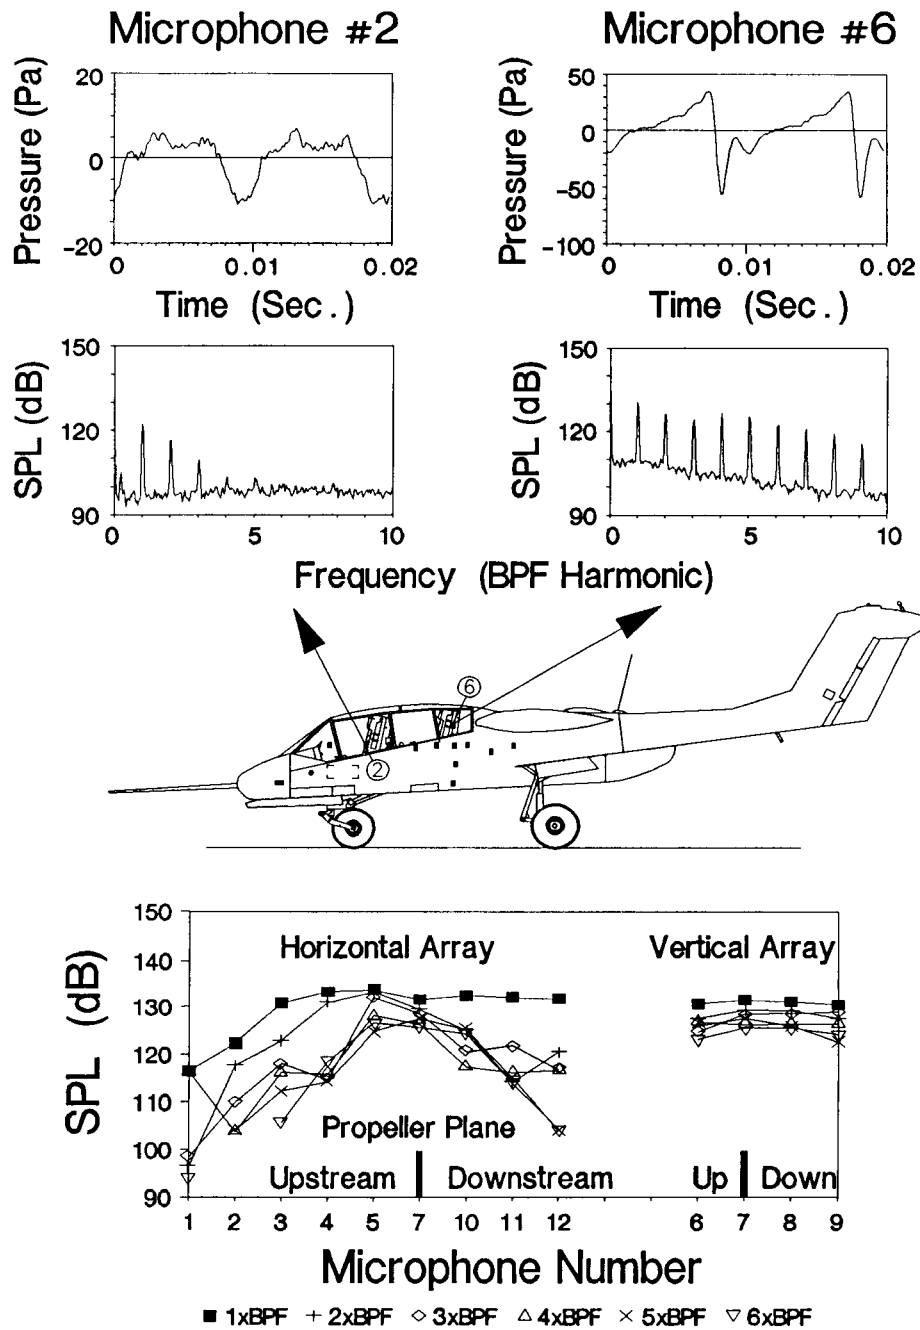 Microphone #2
Microphone #6
Pressure (Pa)
20
0
-20
0
0.01
0.02
Time (Sec.)
Pressure (Pa)
50
0
-50
-100
0
0.01
0.02
Time (Sec.)
SPL (dB)
150
120
90
0
5
10
SPL (dB)
150
120
90
0
5
10
Frequency (BPF Harmonic)
6
2
SPL (dB)
150
140
130
120
110
100
90
Horizontal Array
Vertical Array
Propeller Plane
Upstream
Downstream
Up
Down
1 2 3 4 5 7 10 11 12 6 7 8 9
Microphone Number
1xBPF 2xBPF 3xBPF 4xBPF 5xBPF 6xBPF